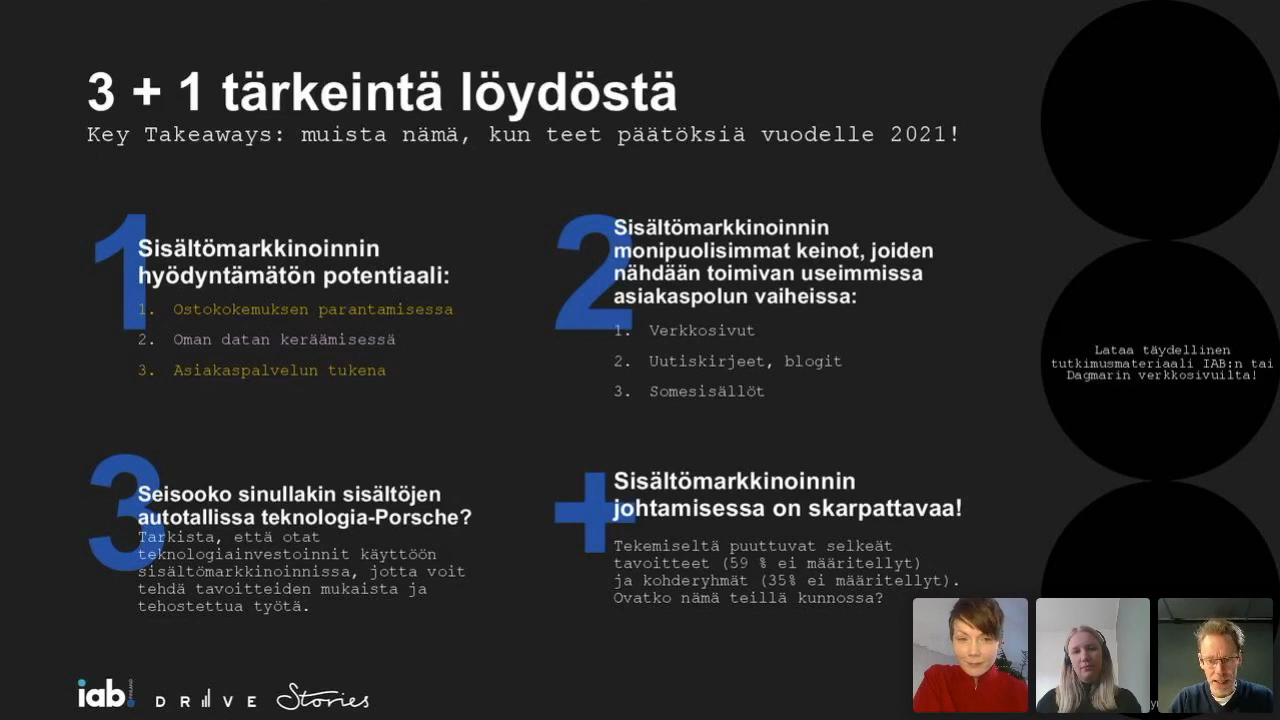 3 + 1 tärkeintä löydöstä
Key Takeaways: muista nämä, kun teet päätöksiä vuodelle 2021!
1
Sisältömarkkinoinnin
hyödyntämätön potentiaali:
1. Ostokokemuksen parantamisessa
2. Oman datan keräämisessä
3. Asiakaspalvelun tukena
2
Sisältömarkkinoinnin
monipuolisimmat keinot, joiden
nähdään toimivan useimmissa
asiakaspolun vaiheissa:
1. Verkkosivut
2. Uutiskirjeet, blogit
3. Somesisällöt
Lataa täydellinen
tutkimusmateriaali IAB:n tai
Dagmarin verkkosivuilta!
3
Seisooko sinullakin sisältöjen
autotallissa teknologia-Porsche?
Tarkista, että otat
teknologiainvestoinnit käyttöön
sisältömarkkinoinnissa, jotta voit
tehdä tavoitteiden mukaista ja
tehostettua työtä.
+
Sisältömarkkinoinnin
johtamisessa on skarpattavaa!
Tekemiseltä puuttuvat selkeät
tavoitteet (59 % ei määritellyt)
ja kohderyhmät (35% ei määritellyt).
Ovatko nämä teillä kunnossa?
iab FINLAND DRIVE Stories